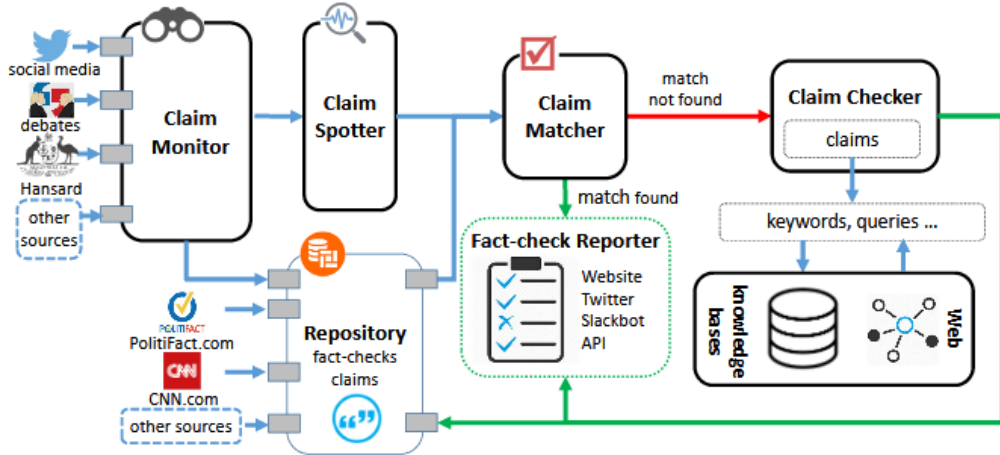 social media
debates
Hansard
other
sources
Claim
Monitor
Claim
Spotter
Claim
Matcher
match
not found
Claim Checker
claims
match found
keywords, queries ...
Fact-check Reporter
Website
Twitter
Slackbot
API
knowledge
bases
Web
POLITIFACT
PolitiFact.com
CNN
CNN.com
other sources
Repository
fact-checks
claims